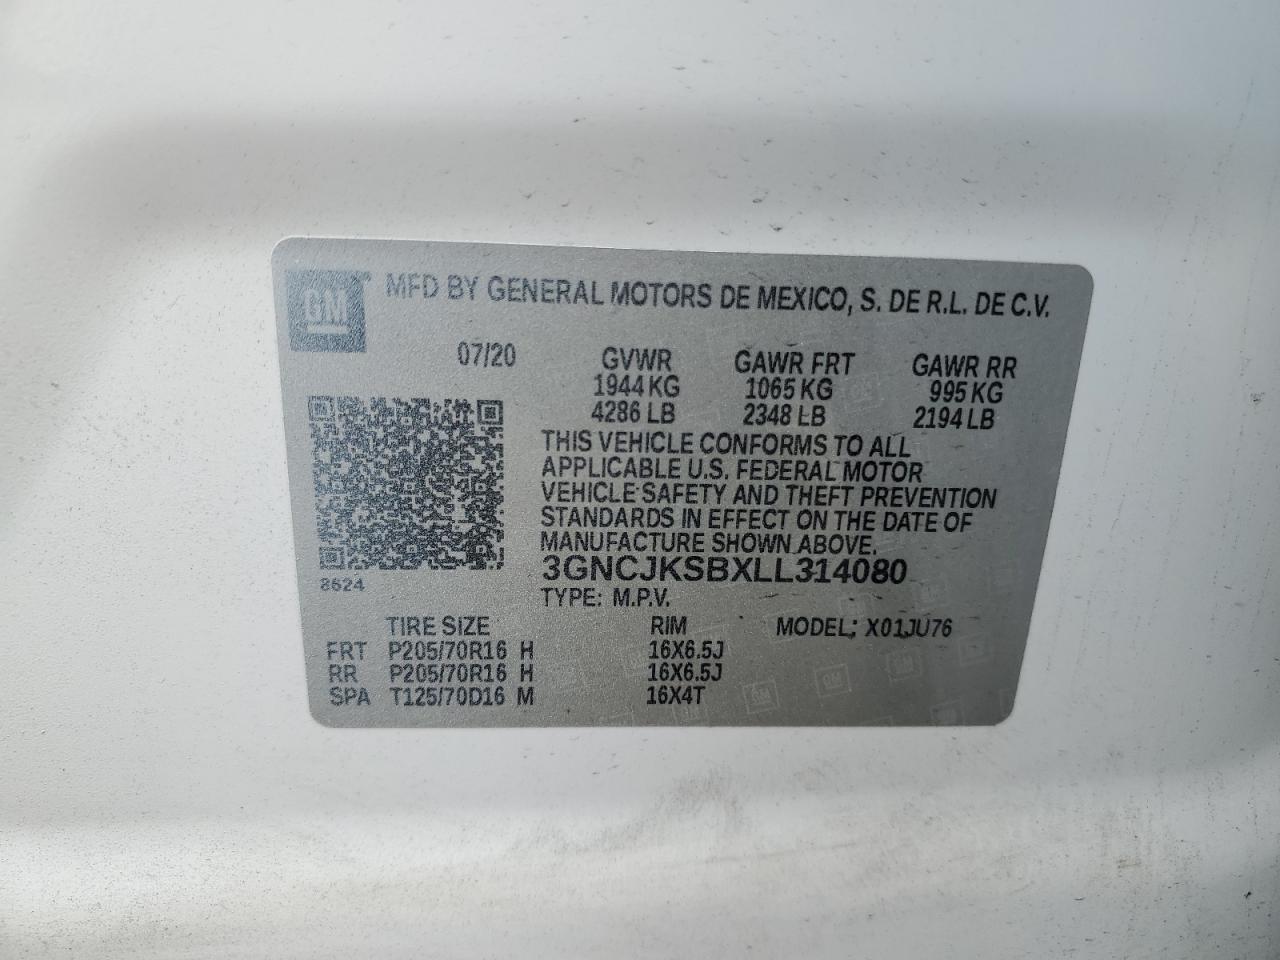 GM
MFD BY GENERAL MOTORS DE MEXICO, S. DE R.L. DE C.V.
07/20 GVWR GAWR FRT GAWR RR
1944 KG 1065 KG 995 KG
4286 LB 2348 LB 2194 LB
THIS VEHICLE CONFORMS TO ALL
APPLICABLE U.S. FEDERAL MOTOR
VEHICLE SAFETY AND THEFT PREVENTION
STANDARDS IN EFFECT ON THE DATE OF
MANUFACTURE SHOWN ABOVE.
3GNCJKSBXLL314080
8624
TYPE: M.P.V.
TIRE SIZE RIM MODEL: X01JU76
FRT P205/70R16 H 16X6.5J
RR P205/70R16 H 16X6.5J
SPA T125/70D16 M 16X4T